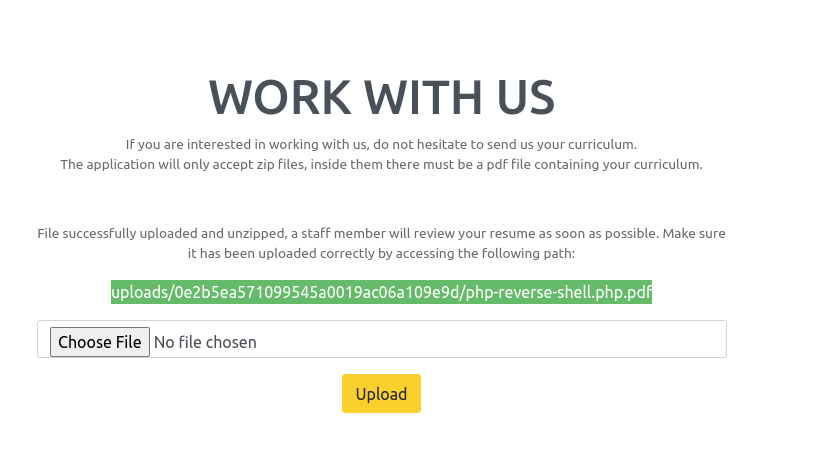 WORK WITH US
If you are interested in working with us, do not hesitate to send us your curriculum.
The application will only accept zip files, inside them there must be a pdf file containing your curriculum.
File successfully uploaded and unzipped, a staff member will review your resume as soon as possible. Make sure
it has been uploaded correctly by accessing the following path:
uploads/0e2b5ea571099545a0019ac06a109e9d/php-reverse-shell.php.pdf
Choose File No file chosen
Upload